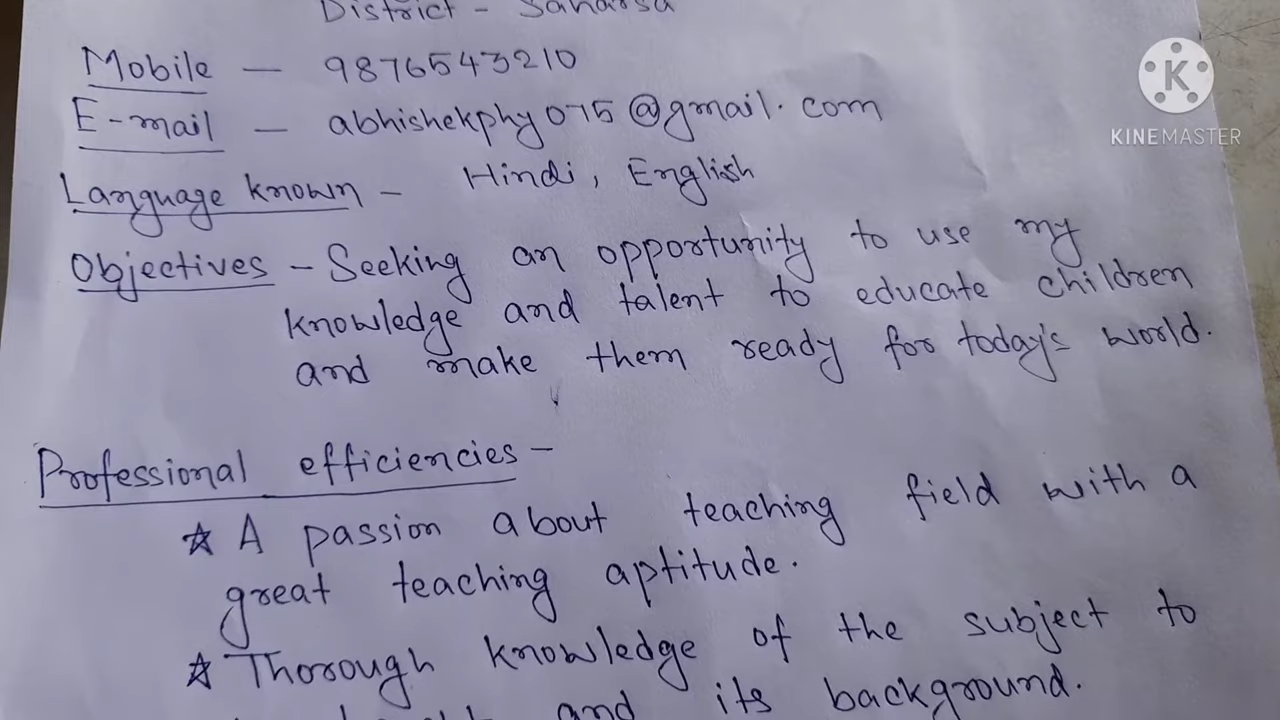 District - Saharsa
Mobile — 9876543210
E-mail — abhishekphy075@gmail.com
Language known - Hindi, English
Objectives - Seeking an opportunity to use my
knowledge and talent to educate children
and make them ready for today's world.
Professional efficiencies -
☆ A passion about teaching field with a
great teaching aptitude.
☆ Thorough knowledge of the subject to
and its background.
K
KINEMASTER